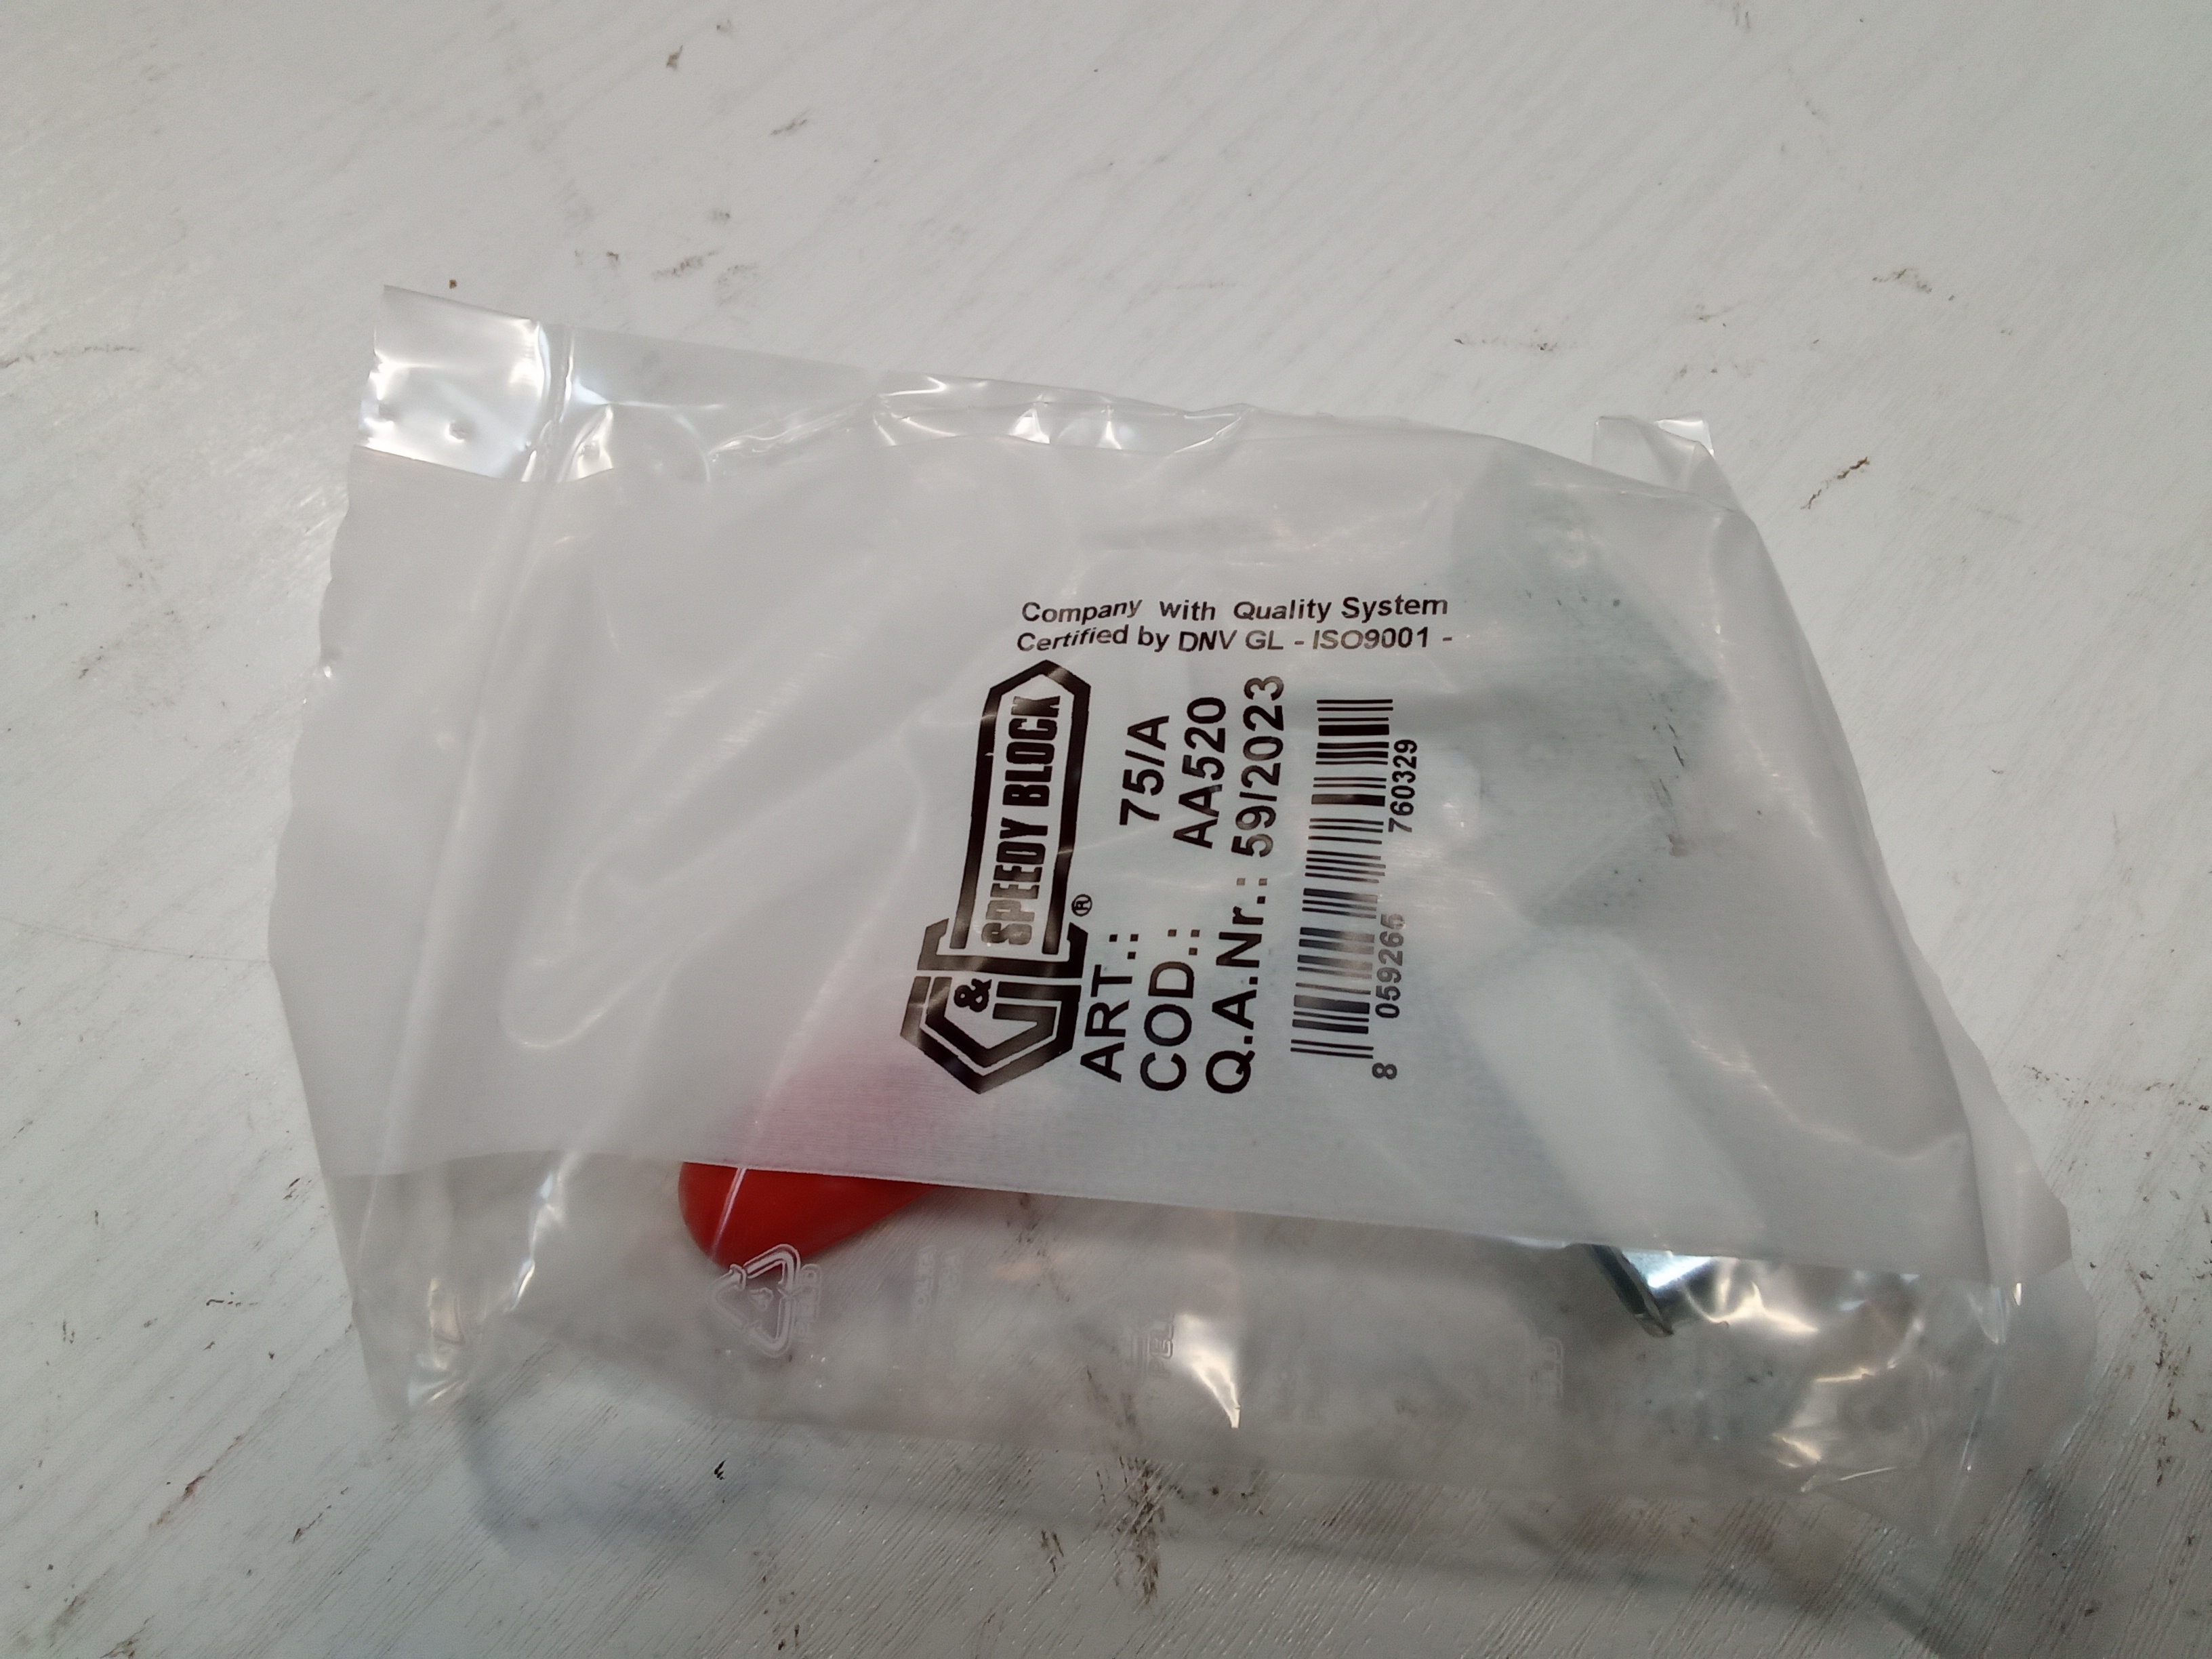 Company with Quality System
Certified by DNV GL - ISO9001 -
G&L SPEEDY BLOCK ®
ART.: 75/A
COD.: AA520
Q.A.Nr.: 59/2023
8 059265 760329